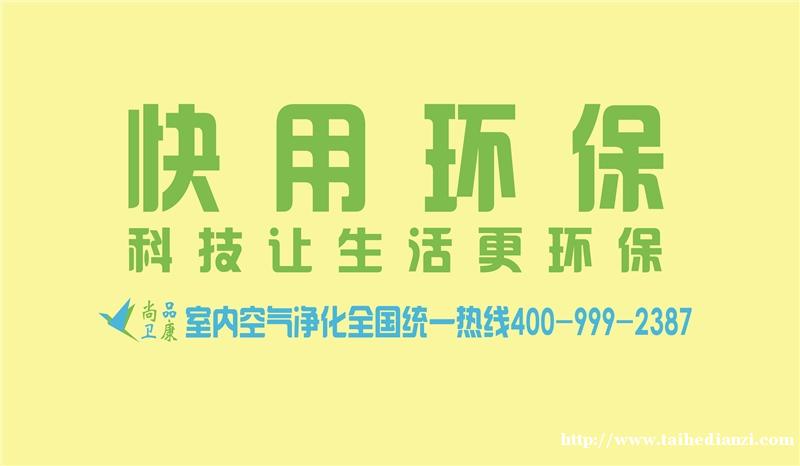 快用环保
科技让生活更环保
尚品
卫康
室内空气净化全国统一热线400-999-2387
http://www.taihedianzi.com